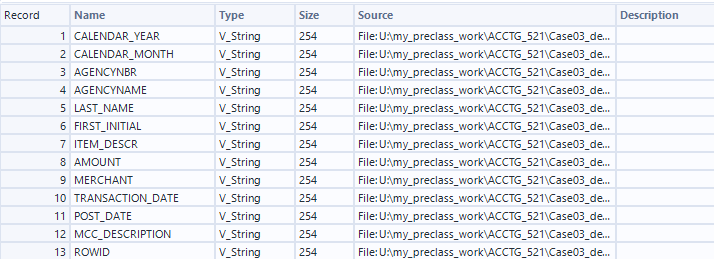 Record Name Type Size Source Description
1 CALENDAR_YEAR V_String 254 File: U:\my_preclass_work\ACCTG_521\Case03_de...
2 CALENDAR_MONTH V_String 254 File: U:\my_preclass_work\ACCTG_521\Case03_de...
3 AGENCYNBR V_String 254 File: U:\my_preclass_work\ACCTG_521\Case03_de...
4 AGENCYNAME V_String 254 File: U:\my_preclass_work\ACCTG_521\Case03_de...
5 LAST_NAME V_String 254 File: U:\my_preclass_work\ACCTG_521\Case03_de...
6 FIRST_INITIAL V_String 254 File: U:\my_preclass_work\ACCTG_521\Case03_de...
7 ITEM_DESCR V_String 254 File: U:\my_preclass_work\ACCTG_521\Case03_de...
8 AMOUNT V_String 254 File: U:\my_preclass_work\ACCTG_521\Case03_de...
9 MERCHANT V_String 254 File: U:\my_preclass_work\ACCTG_521\Case03_de...
10 TRANSACTION_DATE V_String 254 File: U:\my_preclass_work\ACCTG_521\Case03_de...
11 POST_DATE V_String 254 File: U:\my_preclass_work\ACCTG_521\Case03_de...
12 MCC_DESCRIPTION V_String 254 File: U:\my_preclass_work\ACCTG_521\Case03_de...
13 ROWID V_String 254 File: U:\my_preclass_work\ACCTG_521\Case03_de...